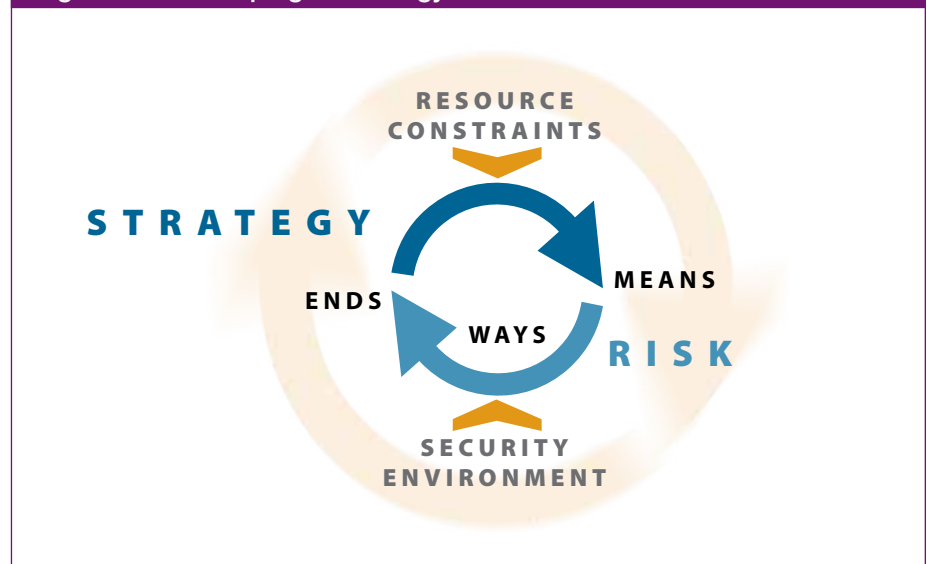 RESOURCE
CONSTRAINTS
STRATEGY
MEANS
ENDS
WAYS
RISK
SECURITY
ENVIRONMENT